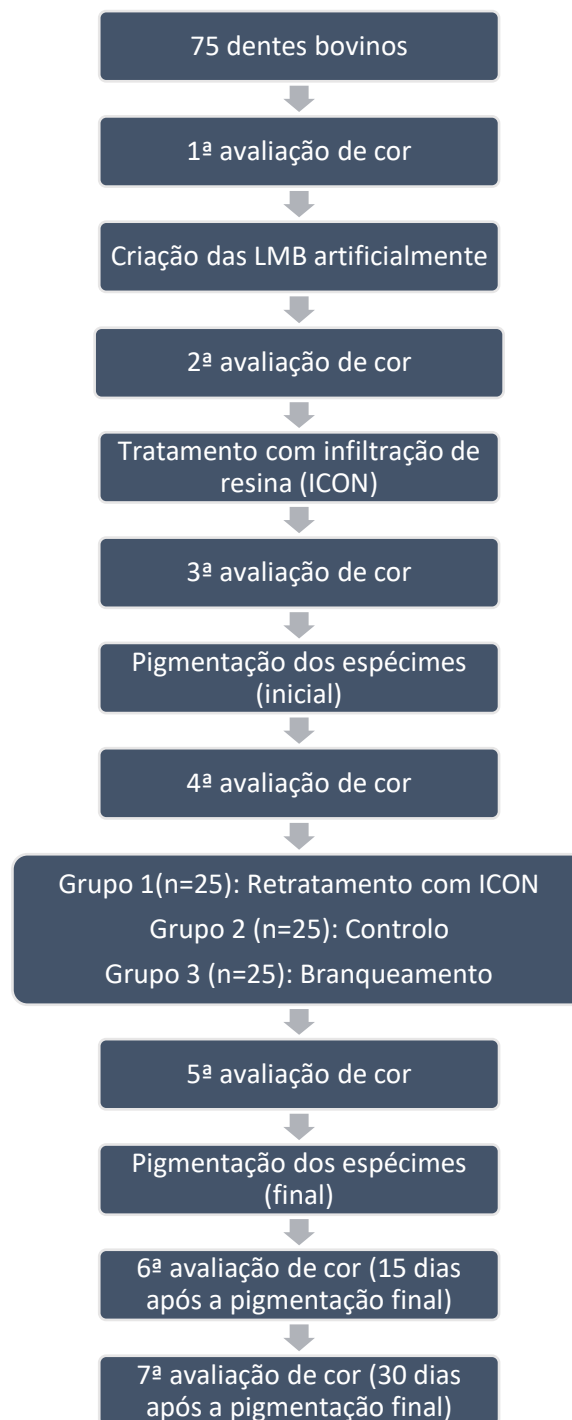 75 dentes bovinos
1ª avaliação de cor
Criação das LMB artificialmente
2ª avaliação de cor
Tratamento com infiltração de
resina (ICON)
3ª avaliação de cor
Pigmentação dos espécimes
(inicial)
4ª avaliação de cor
Grupo 1(n=25): Retratamento com ICON
Grupo 2 (n=25): Controlo
Grupo 3 (n=25): Branqueamento
5ª avaliação de cor
Pigmentação dos espécimes
(final)
6ª avaliação de cor (15 dias
após a pigmentação final)
7ª avaliação de cor (30 dias
após a pigmentação final)